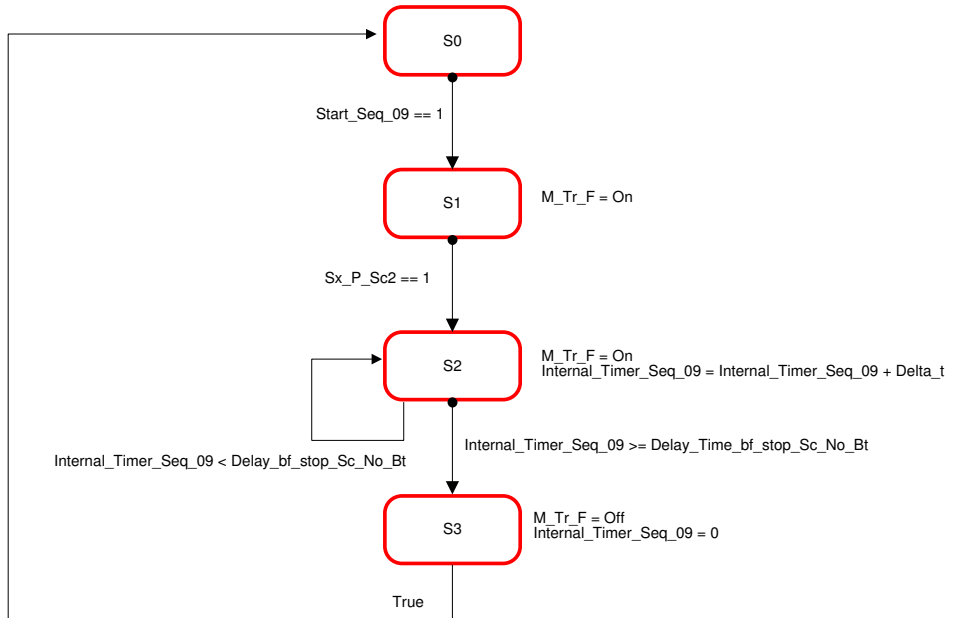 S0
Start_Seq_09 == 1
S1
M_Tr_F = On
Sx_P_Sc2 == 1
S2
M_Tr_F = On
Internal_Timer_Seq_09 = Internal_Timer_Seq_09 + Delta_t
Internal_Timer_Seq_09 >= Delay_Time_bf_stop_Sc_No_Bt
Internal_Timer_Seq_09 < Delay_bf_stop_Sc_No_Bt
S3
M_Tr_F = Off
Internal_Timer_Seq_09 = 0
True